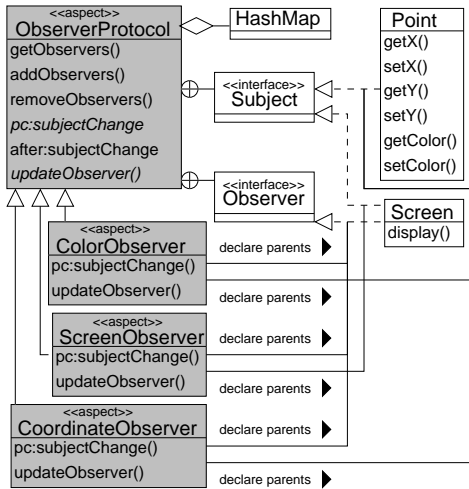 <<aspect>>
ObserverProtocol
getObservers()
addObservers()
removeObservers()
pc:subjectChange
after:subjectChange
updateObserver()
HashMap
<<interface>>
Subject
<<interface>>
Observer
Point
getX()
setX()
getY()
setY()
getColor()
setColor()
Screen
display()
<<aspect>>
ColorObserver
pc:subjectChange()
updateObserver()
declare parents
declare parents
<<aspect>>
ScreenObserver
pc:subjectChange()
updateObserver()
declare parents
declare parents
<<aspect>>
CoordinateObserver
pc:subjectChange()
updateObserver()
declare parents
declare parents